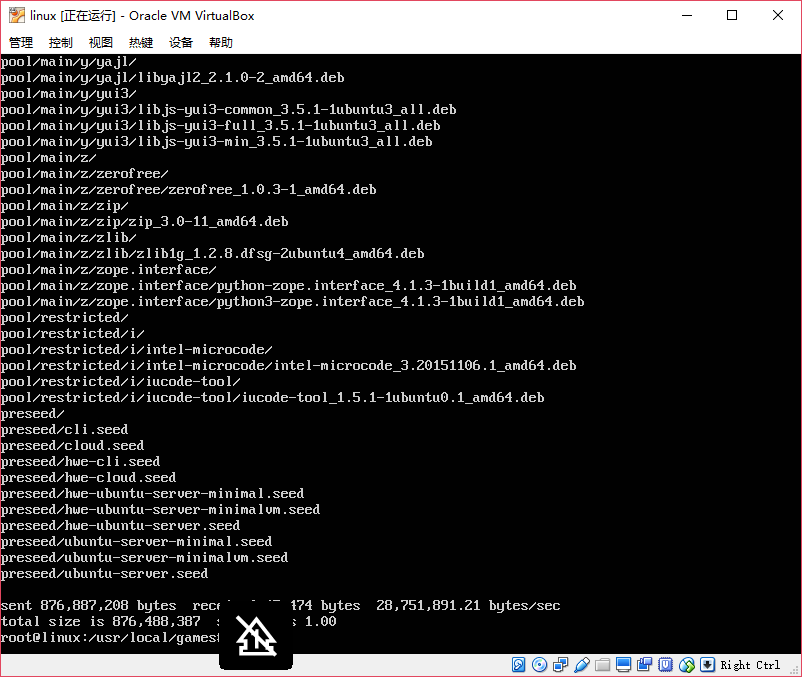 linux [正在运行] - Oracle VM VirtualBox
管理 控制 视图 热键 设备 帮助
pool/main/y/yajl/
pool/main/y/yajl/libyajl2_2.1.0-2_amd64.deb
pool/main/y/yui3/
pool/main/y/yui3/libjs-yui3-common_3.5.1-1ubuntu3_all.deb
pool/main/y/yui3/libjs-yui3-full_3.5.1-1ubuntu3_all.deb
pool/main/y/yui3/libjs-yui3-min_3.5.1-1ubuntu3_all.deb
pool/main/z/
pool/main/z/zerofree/
pool/main/z/zerofree/zerofree_1.0.3-1_amd64.deb
pool/main/z/zip/
pool/main/z/zip/zip_3.0-11_amd64.deb
pool/main/z/zlib/
pool/main/z/zlib/zlib1g_1.2.8.dfsg-2ubuntu4_amd64.deb
pool/main/z/zope.interface/
pool/main/z/zope.interface/python-zope.interface_4.1.3-1build1_amd64.deb
pool/main/z/zope.interface/python3-zope.interface_4.1.3-1build1_amd64.deb
pool/restricted/
pool/restricted/i/
pool/restricted/i/intel-microcode/
pool/restricted/i/intel-microcode/intel-microcode_3.20151106.1_amd64.deb
pool/restricted/i/iucode-tool/
pool/restricted/i/iucode-tool/iucode-tool_1.5.1-1ubuntu0.1_amd64.deb
preseed/
preseed/cli.seed
preseed/cloud.seed
preseed/hwe-cli.seed
preseed/hwe-cloud.seed
preseed/hwe-ubuntu-server-minimal.seed
preseed/hwe-ubuntu-server-minimalvm.seed
preseed/hwe-ubuntu-server.seed
preseed/ubuntu-server-minimal.seed
preseed/ubuntu-server-minimalvm.seed
preseed/ubuntu-server.seed
sent 876,887,208 bytes bytes 28,751,891.21 bytes/sec
total size is 876,488,387 1.00
root@linux:/usr/local/games
Right Ctrl